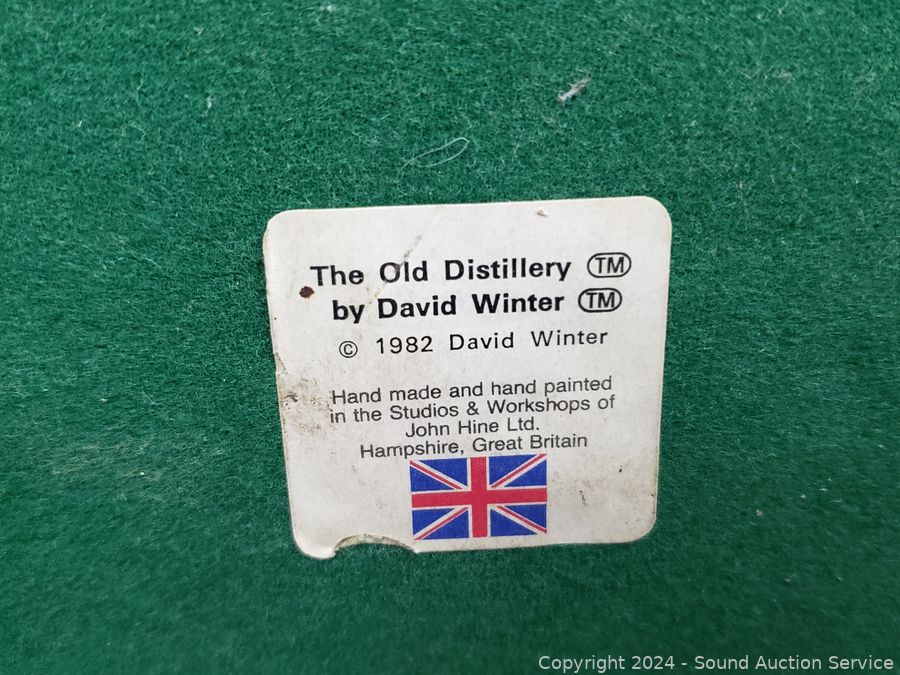 The Old Distillery ™
by David Winter ™
© 1982 David Winter
Hand made and hand painted
in the Studios & Workshops of
John Hine Ltd.
Hampshire, Great Britain
Copyright 2024 - Sound Auction Service